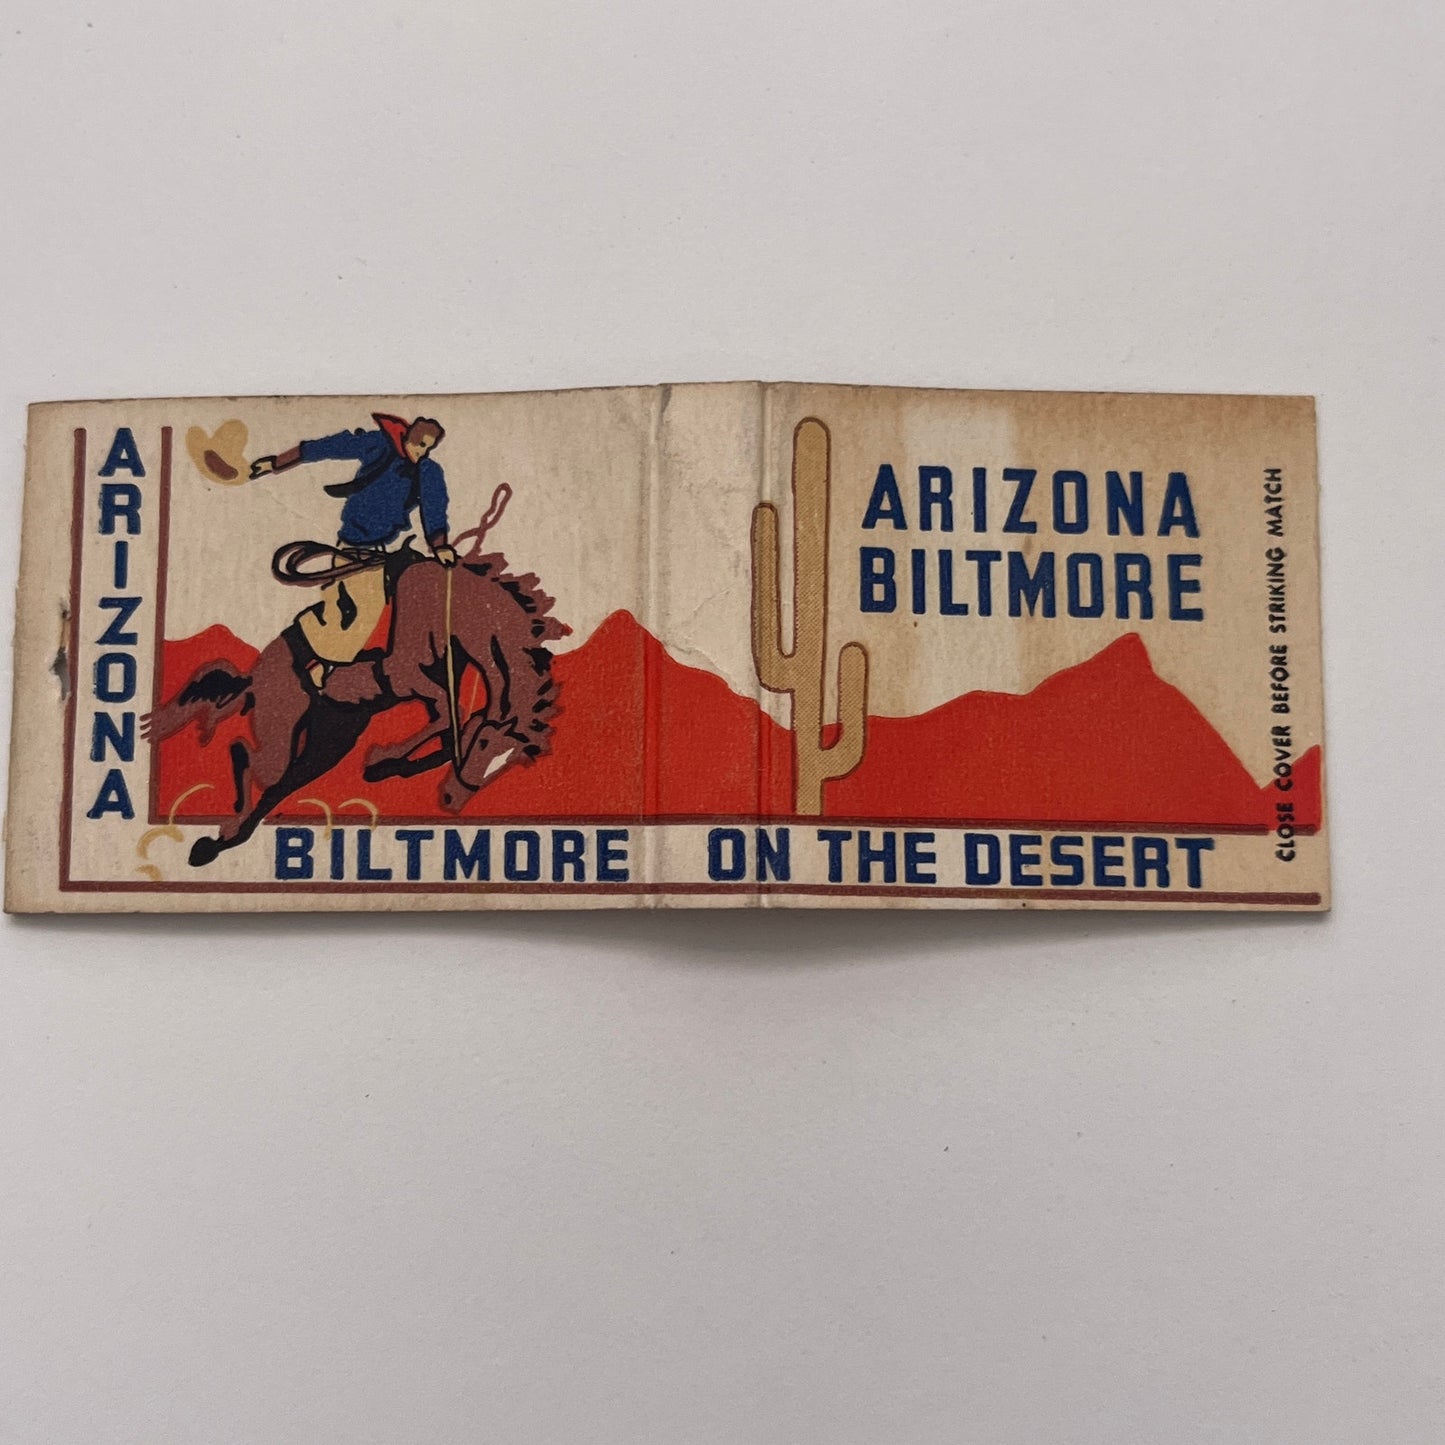 ARIZONA
BILTMORE ON THE DESERT
ARIZONA
BILTMORE
CLOSE COVER BEFORE STRIKING MATCH